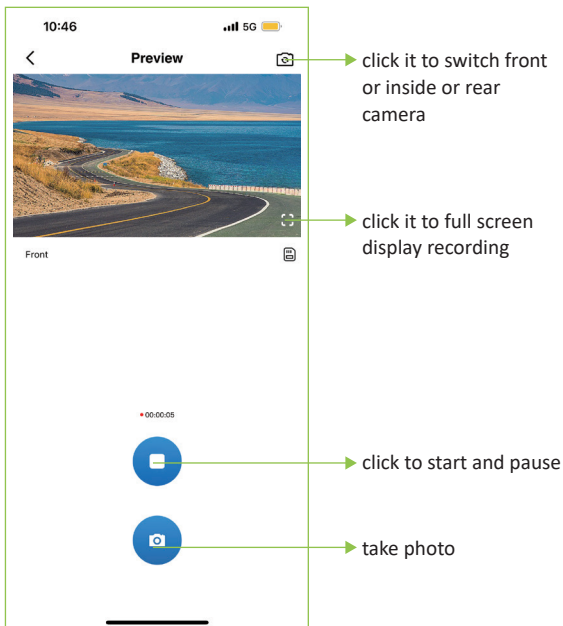 10:46
5G
Preview
click it to switch front
or inside or rear
camera
click it to full screen
display recording
Front
00:00:05
click to start and pause
take photo